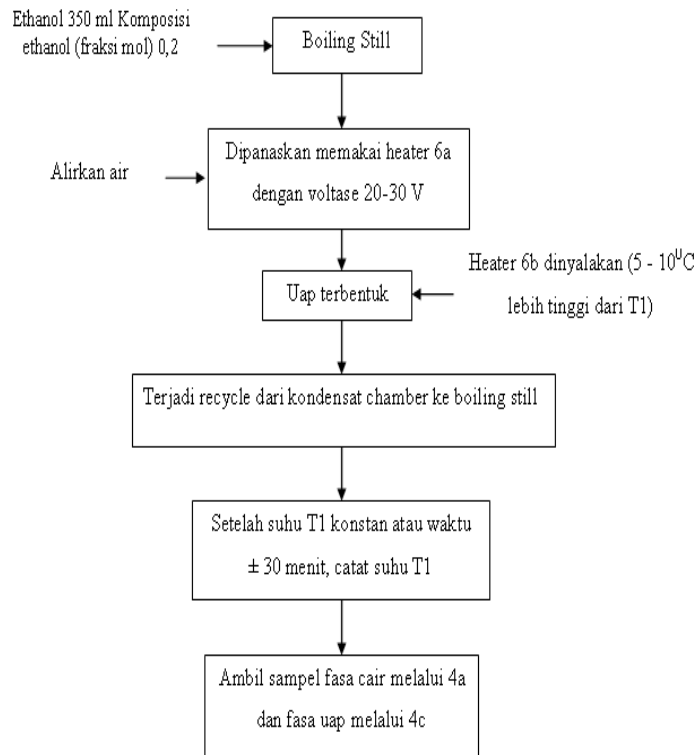 Ethanol 350 ml Komposisi
ethanol (fraksi mol) 0,2
Boiling Still
Dipanaskan memakai heater 6a
dengan voltase 20-30 V
Alirkan air
Uap terbentuk
Heater 6b dinyalakan (5 - 10⁰C
lebih tinggi dari T1)
Terjadi recycle dari kondensat chamber ke boiling still
Setelah suhu T1 konstan atau waktu
± 30 menit, catat suhu T1
Ambil sampel fasa cair melalui 4a
dan fasa uap melalui 4c